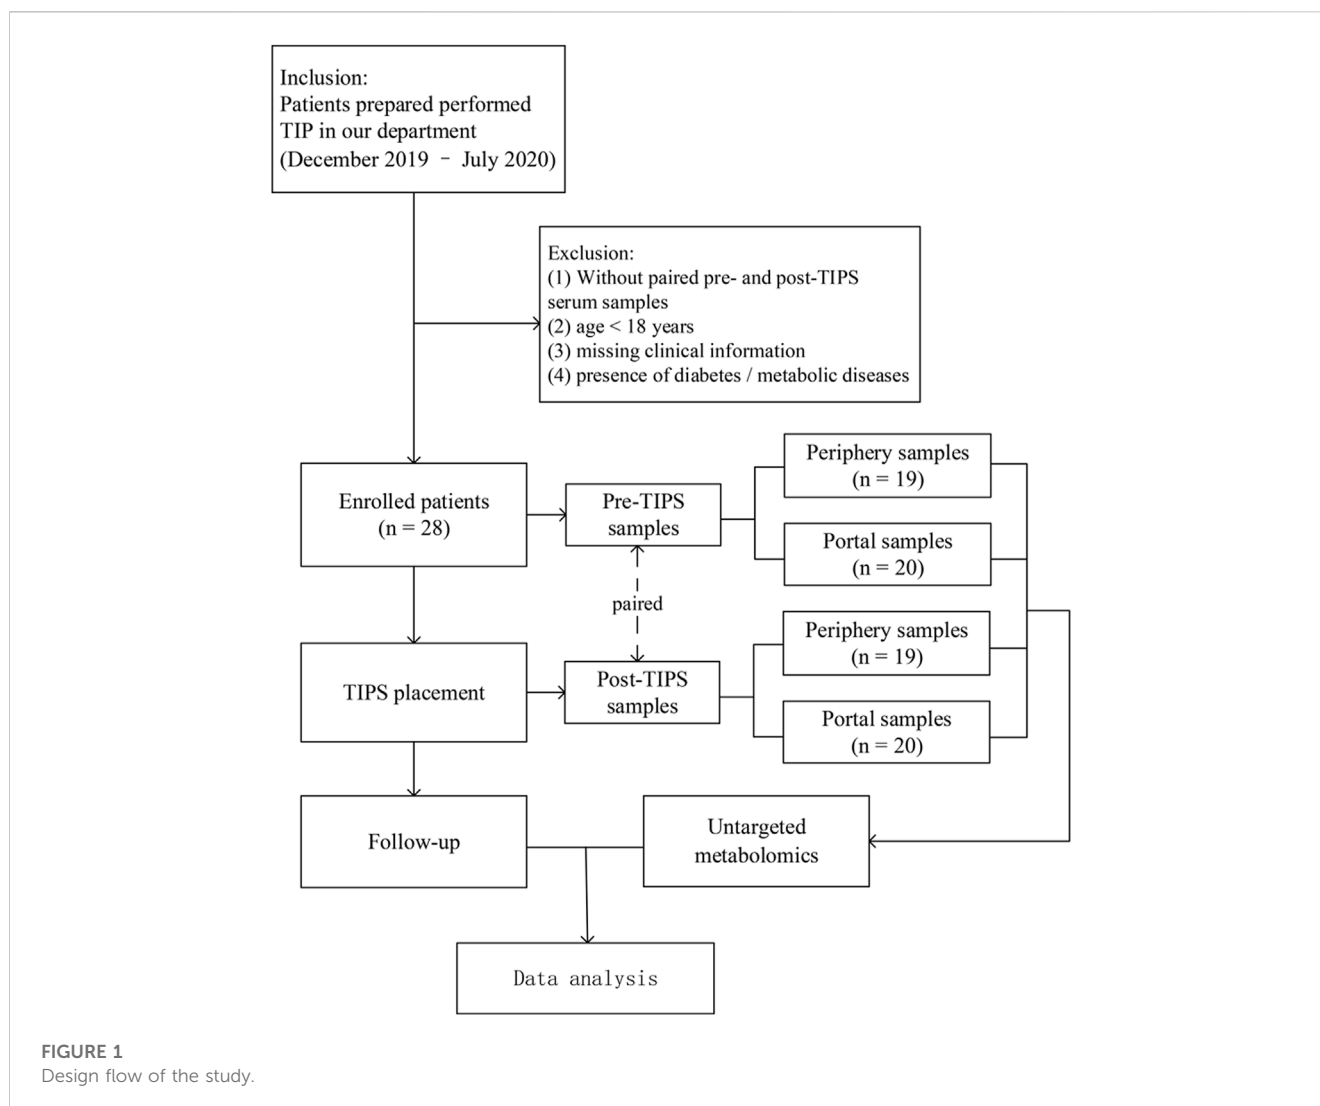 Inclusion:
Patients prepared performed
TIP in our department
(December 2019 – July 2020)
Exclusion:
(1) Without paired pre- and post-TIPS
serum samples
(2) age < 18 years
(3) missing clinical information
(4) presence of diabetes / metabolic diseases
Enrolled patients
(n = 28)
Pre-TIPS
samples
Periphery samples
(n = 19)
Portal samples
(n = 20)
paired
TIPS placement
Post-TIPS
samples
Periphery samples
(n = 19)
Portal samples
(n = 20)
Follow-up
Untargeted
metabolomics
Data analysis
FIGURE 1
Design flow of the study.